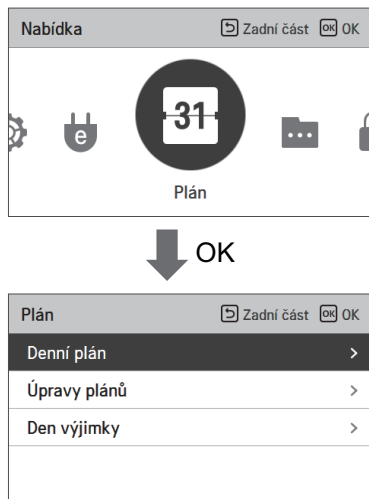 Nabídka Zadní část OK OK
e
31
Plán
OK
Plán Zadní část OK OK
Denní plán >
Úpravy plánů >
Den výjimky >